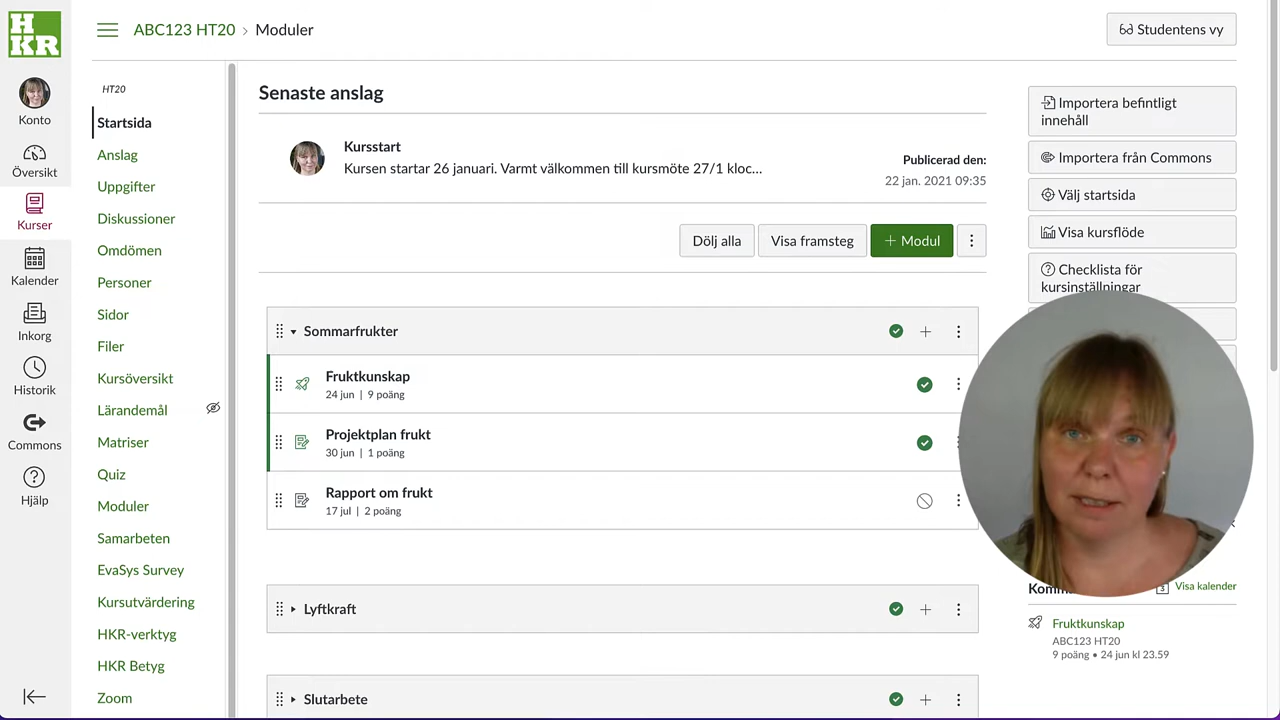 HKR
ABC123 HT20 > Moduler
Studentens vy
Konto
Översikt
Kurser
Kalender
Inkorg
Historik
Commons
Hjälp
HT20
Startsida
Anslag
Uppgifter
Diskussioner
Omdömen
Personer
Sidor
Filer
Kursöversikt
Lärandemål
Matriser
Quiz
Moduler
Samarbeten
EvaSys Survey
Kursutvärdering
HKR-verktyg
HKR Betyg
Zoom
Senaste anslag
Kursstart
Kursen startar 26 januari. Varmt välkommen till kursmöte 27/1 kloc...
Publicerad den:
22 jan. 2021 09:35
Dölj alla
Visa framsteg
+ Modul
Sommarfrukter
Fruktkunskap
24 jun | 9 poäng
Projektplan frukt
30 jun | 1 poäng
Rapport om frukt
17 jul | 2 poäng
Lyftkraft
Slutarbete
Importera befintligt
innehåll
Importera från Commons
Välj startsida
Visa kursflöde
Checklista för
kursinställningar
Visa kalender
Fruktkunskap
ABC123 HT20
9 poäng • 24 jun kl 23.59